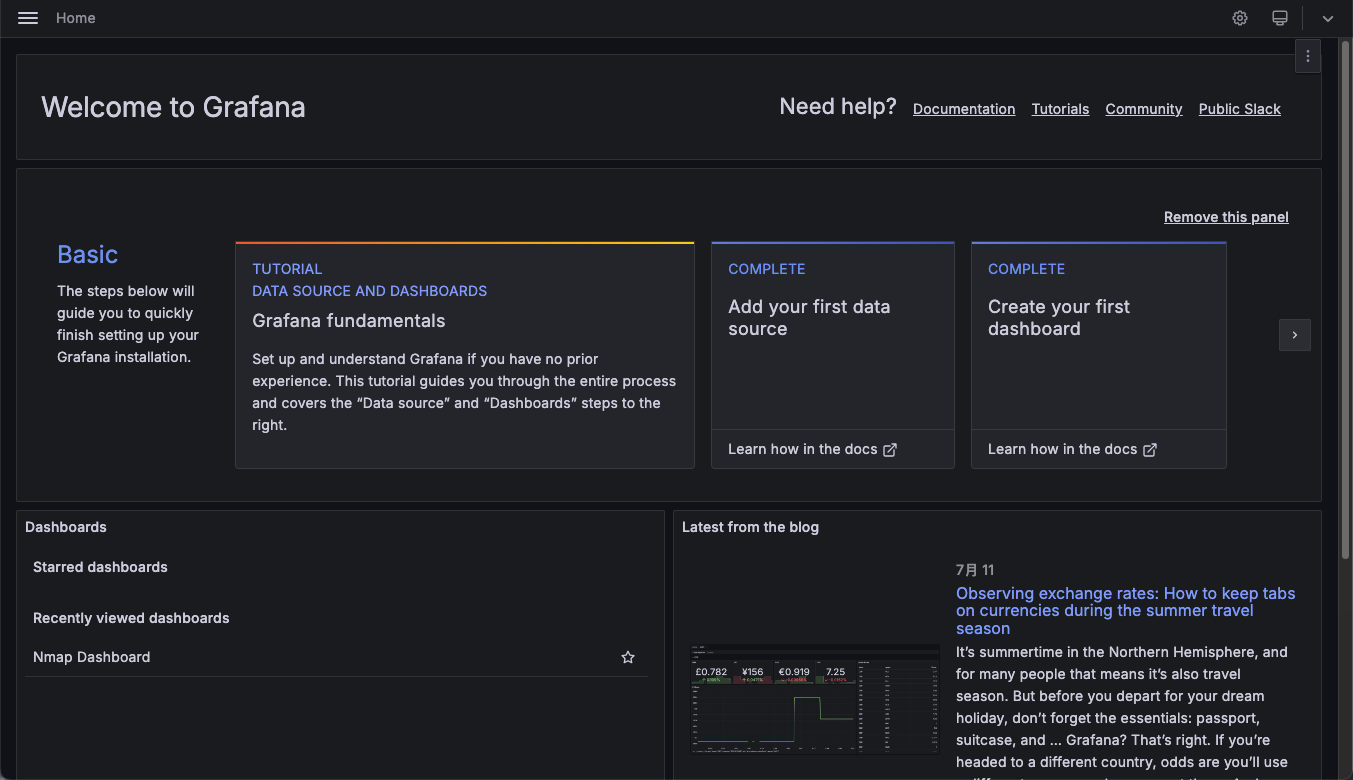 Home
Welcome to Grafana
Need help? Documentation Tutorials Community Public Slack
Remove this panel
Basic
The steps below will
guide you to quickly
finish setting up your
Grafana installation.
TUTORIAL
DATA SOURCE AND DASHBOARDS
Grafana fundamentals
Set up and understand Grafana if you have no prior
experience. This tutorial guides you through the entire process
and covers the “Data source” and “Dashboards” steps to the
right.
COMPLETE
Add your first data
source
Learn how in the docs
COMPLETE
Create your first
dashboard
Learn how in the docs
Dashboards
Starred dashboards
Recently viewed dashboards
Nmap Dashboard
Latest from the blog
£0.782 ¥156 €0.919 7.25
7月 11
Observing exchange rates: How to keep tabs
on currencies during the summer travel
season
It’s summertime in the Northern Hemisphere, and
for many people that means it’s also travel
season. But before you depart for your dream
holiday, don’t forget the essentials: passport,
suitcase, and ... Grafana? That’s right. If you’re
headed to a different country, odds are you’ll use